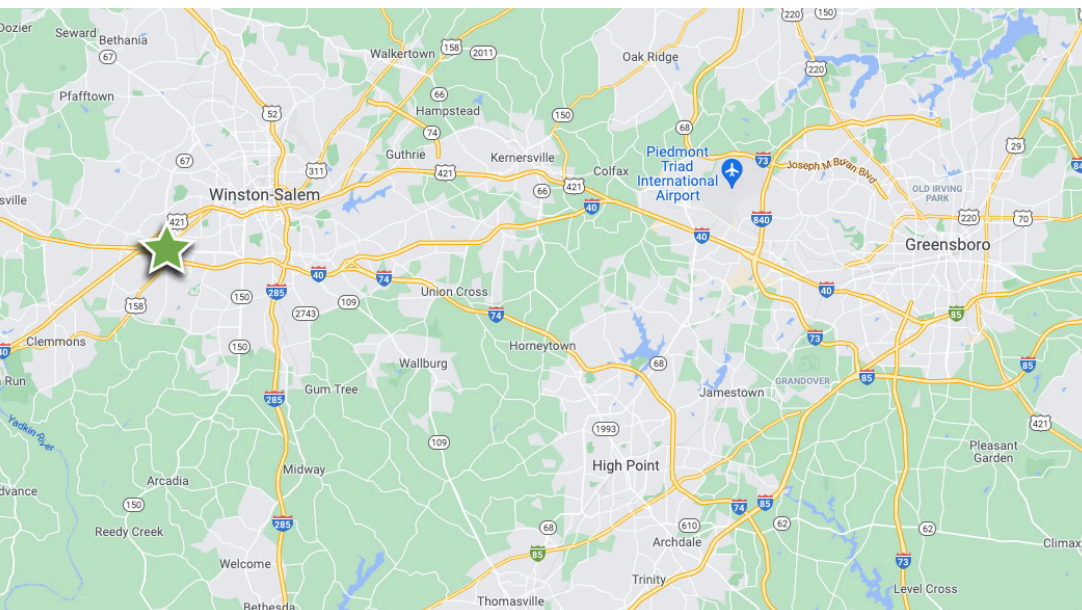 Dozier
Seward
Bethania
67
Pfafftown
Walkertown
158
2011
66
Hampstead
74
52
150
Oak Ridge
220
150
220
68
73
Joseph M Bryan Blvd
29
84
67
311
Guthrie
421
Kernersville
66
421
Colfax
Piedmont
Triad
International
Airport
OLD IRVING
PARK
Winston-Salem
sville
421
40
40
840
220
70
Greensboro
158
150
285
40
74
109
2743
Union Cross
74
40
85
73
Clemmons
40
Run
150
Wallburg
Horneytown
68
Jamestown
GRANDOVER
85
85
Gum Tree
285
Yadkin River
109
1993
High Point
421
Pleasant
Garden
Midway
Arcadia
dvance
150
Reedy Creek
285
68
610
74
85
62
62
Archdale
Climax
85
Welcome
Trinity
73
Level Cross
Thomasville
Bethesda